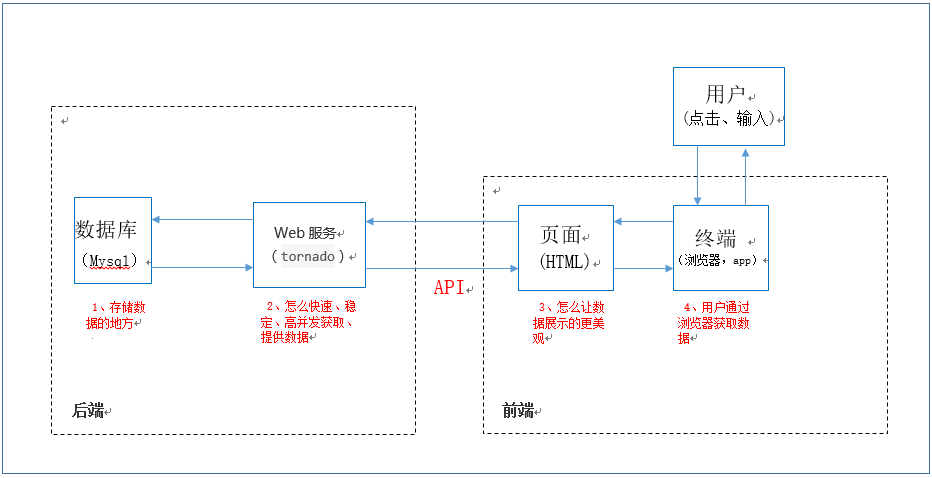 用户
(点击、输入)
数据库
（Mysql）
Web 服务
（tornado）
页面
(HTML)
终端
（浏览器，app）
API
1、存储数
据的地方
2、怎么快速、稳
定、高并发获取、
提供数据
3、怎么让数
据展示的更美
观
4、用户通过
浏览器获取数
据
后端
前端